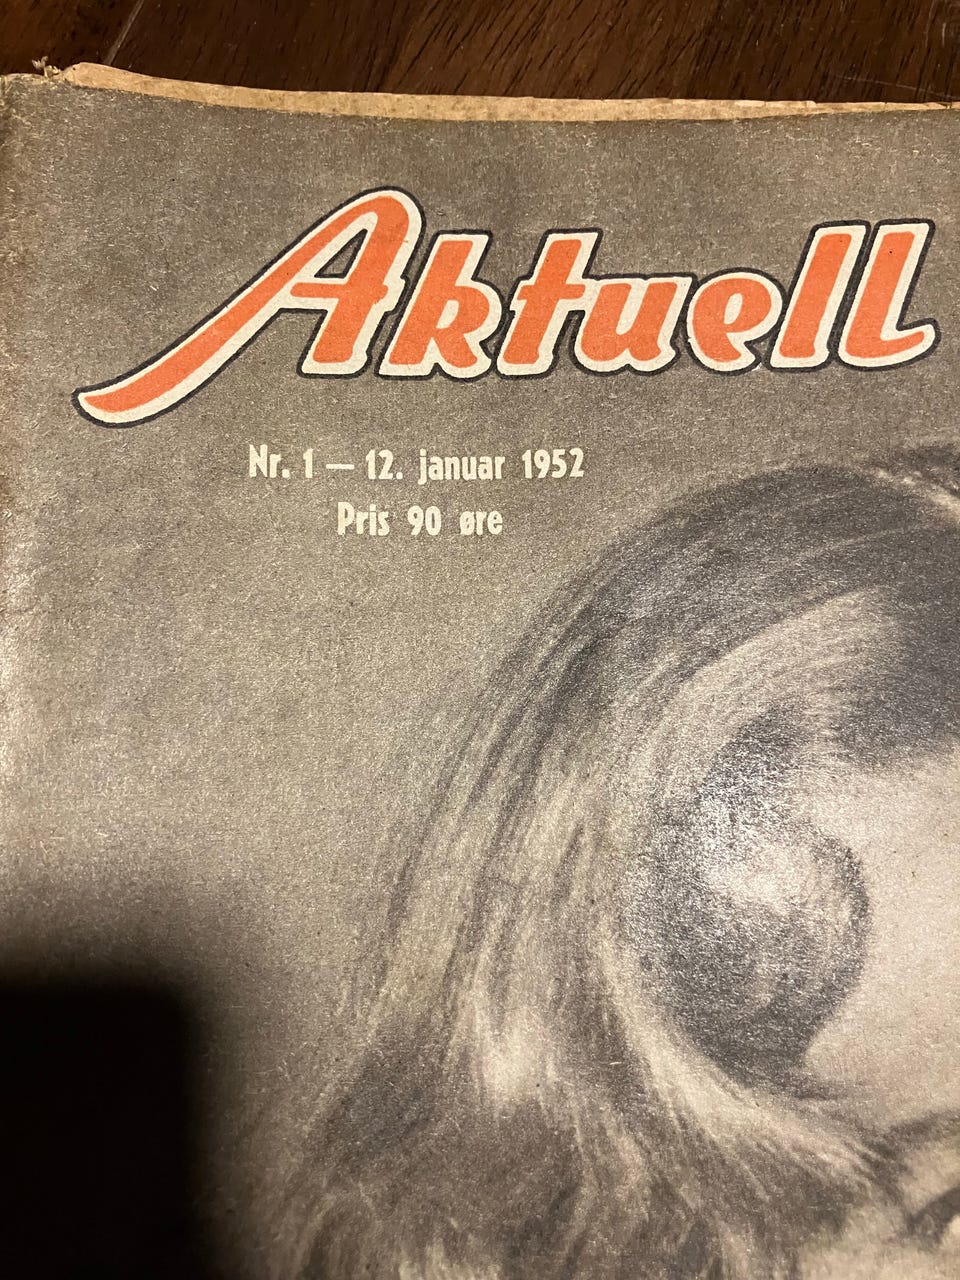 Aktuell
Nr. 1 — 12. januar 1952
Pris 90 øre